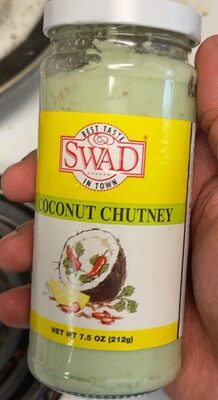 BEST TASTE
SWAD®
IN TOWN
COCONUT CHUTNEY
NET WT 7.5 OZ (212g)